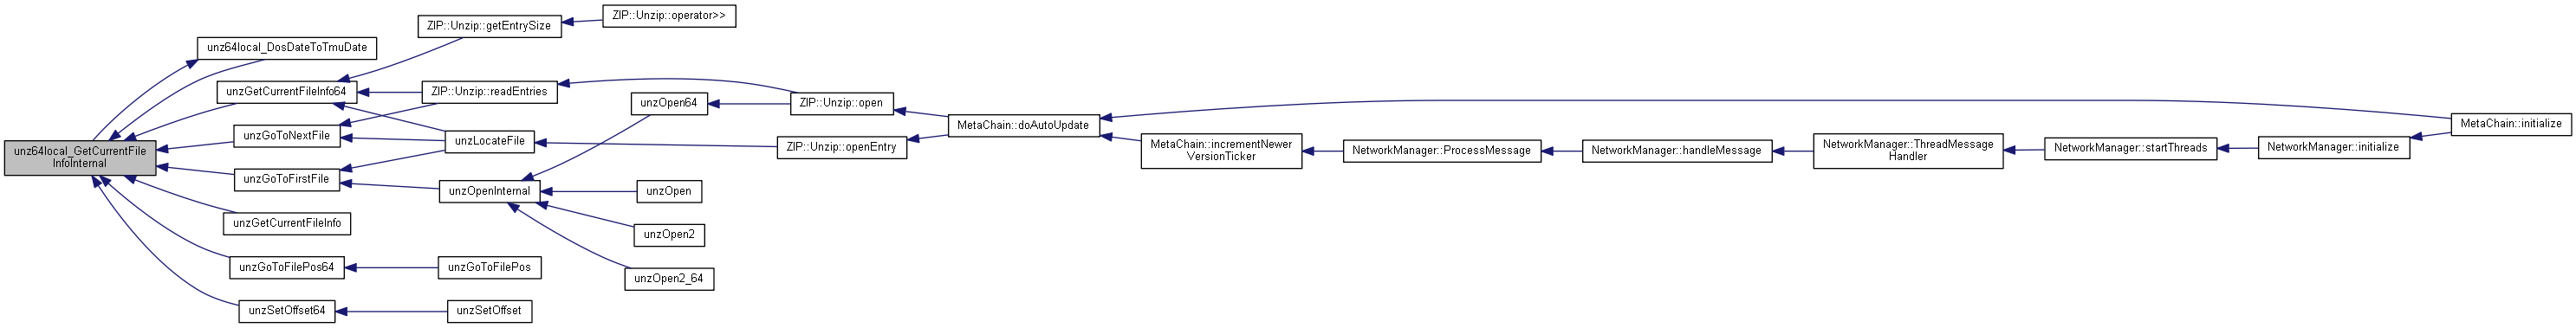 unz64local_GetCurrentFile
InfoInternal
unz64local_DosDateToTmuDate
unzGetCurrentFileInfo64
unzGoToNextFile
unzGoToFirstFile
unzGetCurrentFileInfo
unzGoToFilePos64
unzSetOffset64
ZIP::Unzip::getEntrySize
ZIP::Unzip::readEntries
unzLocateFile
unzOpenInternal
unzGoToFilePos
unzSetOffset
ZIP::Unzip::operator>>
unzOpen64
unzOpen
unzOpen2
unzOpen2_64
ZIP::Unzip::open
ZIP::Unzip::openEntry
MetaChain::doAutoUpdate
MetaChain::incrementNewer
VersionTicker
NetworkManager::ProcessMessage
NetworkManager::handleMessage
NetworkManager::ThreadMessage
Handler
NetworkManager::startThreads
NetworkManager::initialize
MetaChain::initialize